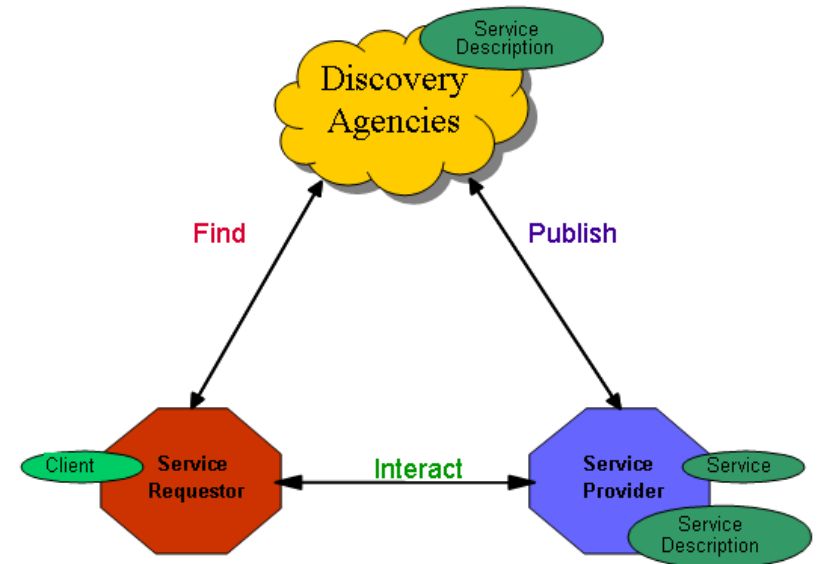 Service
Description
Discovery
Agencies
Find
Publish
Client
Service
Requestor
Interact
Service
Provider
Service
Service
Description